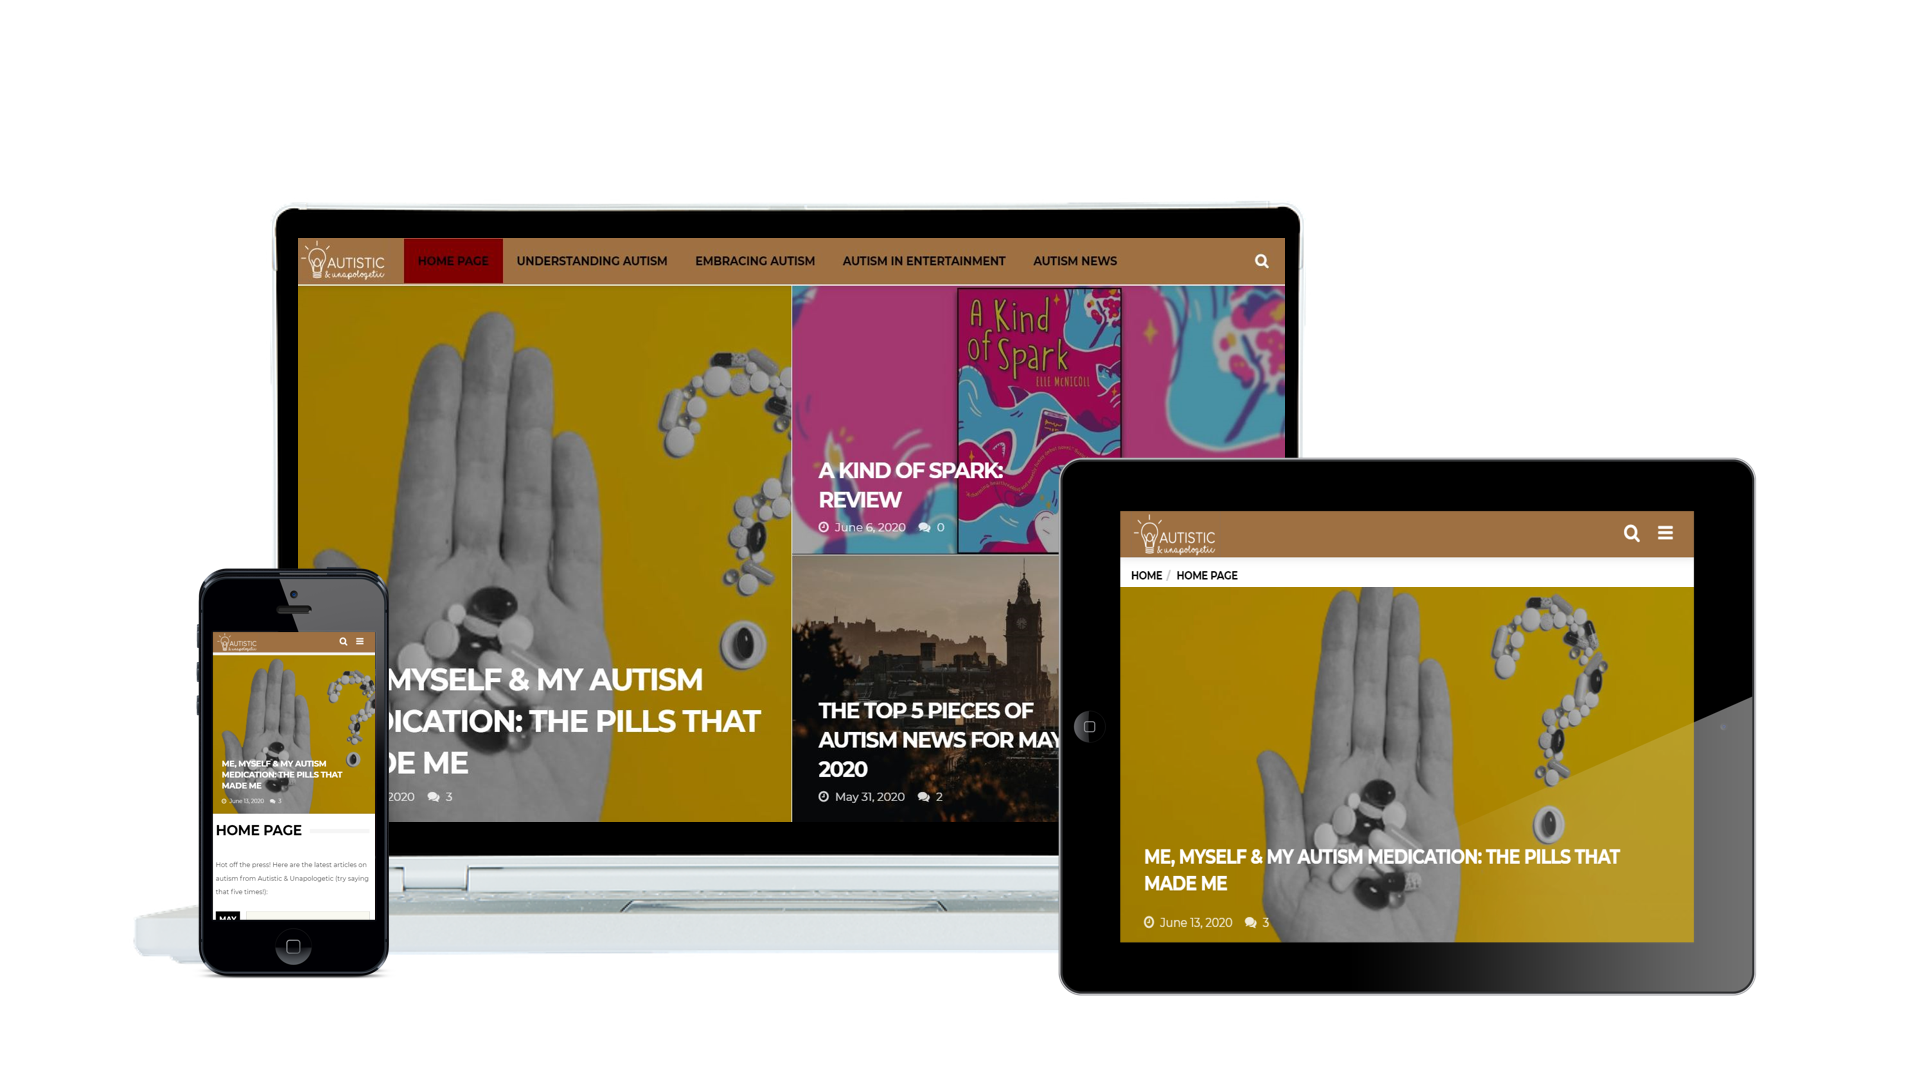 AUTISTIC
& unapologetic
HOME PAGE
UNDERSTANDING AUTISM
EMBRACING AUTISM
AUTISM IN ENTERTAINMENT
AUTISM NEWS
MYSELF & MY AUTISM
DICATION: THE PILLS THAT
DE ME
2020 3
A Kind
of Spark
ELLE McNICOLL
A KIND OF SPARK:
REVIEW
June 6, 2020 0
THE TOP 5 PIECES OF
AUTISM NEWS FOR MAY
2020
May 31, 2020 2
AUTISTIC
& unapologetic
ME, MYSELF & MY AUTISM
MEDICATION: THE PILLS THAT
MADE ME
June 13, 2020 3
HOME PAGE
Hot off the press! Here are the latest articles on
autism from Autistic & Unapologetic (try saying
that five times!):
MAY
AUTISTIC
& unapologetic
HOME / HOME PAGE
ME, MYSELF & MY AUTISM MEDICATION: THE PILLS THAT
MADE ME
June 13, 2020 3